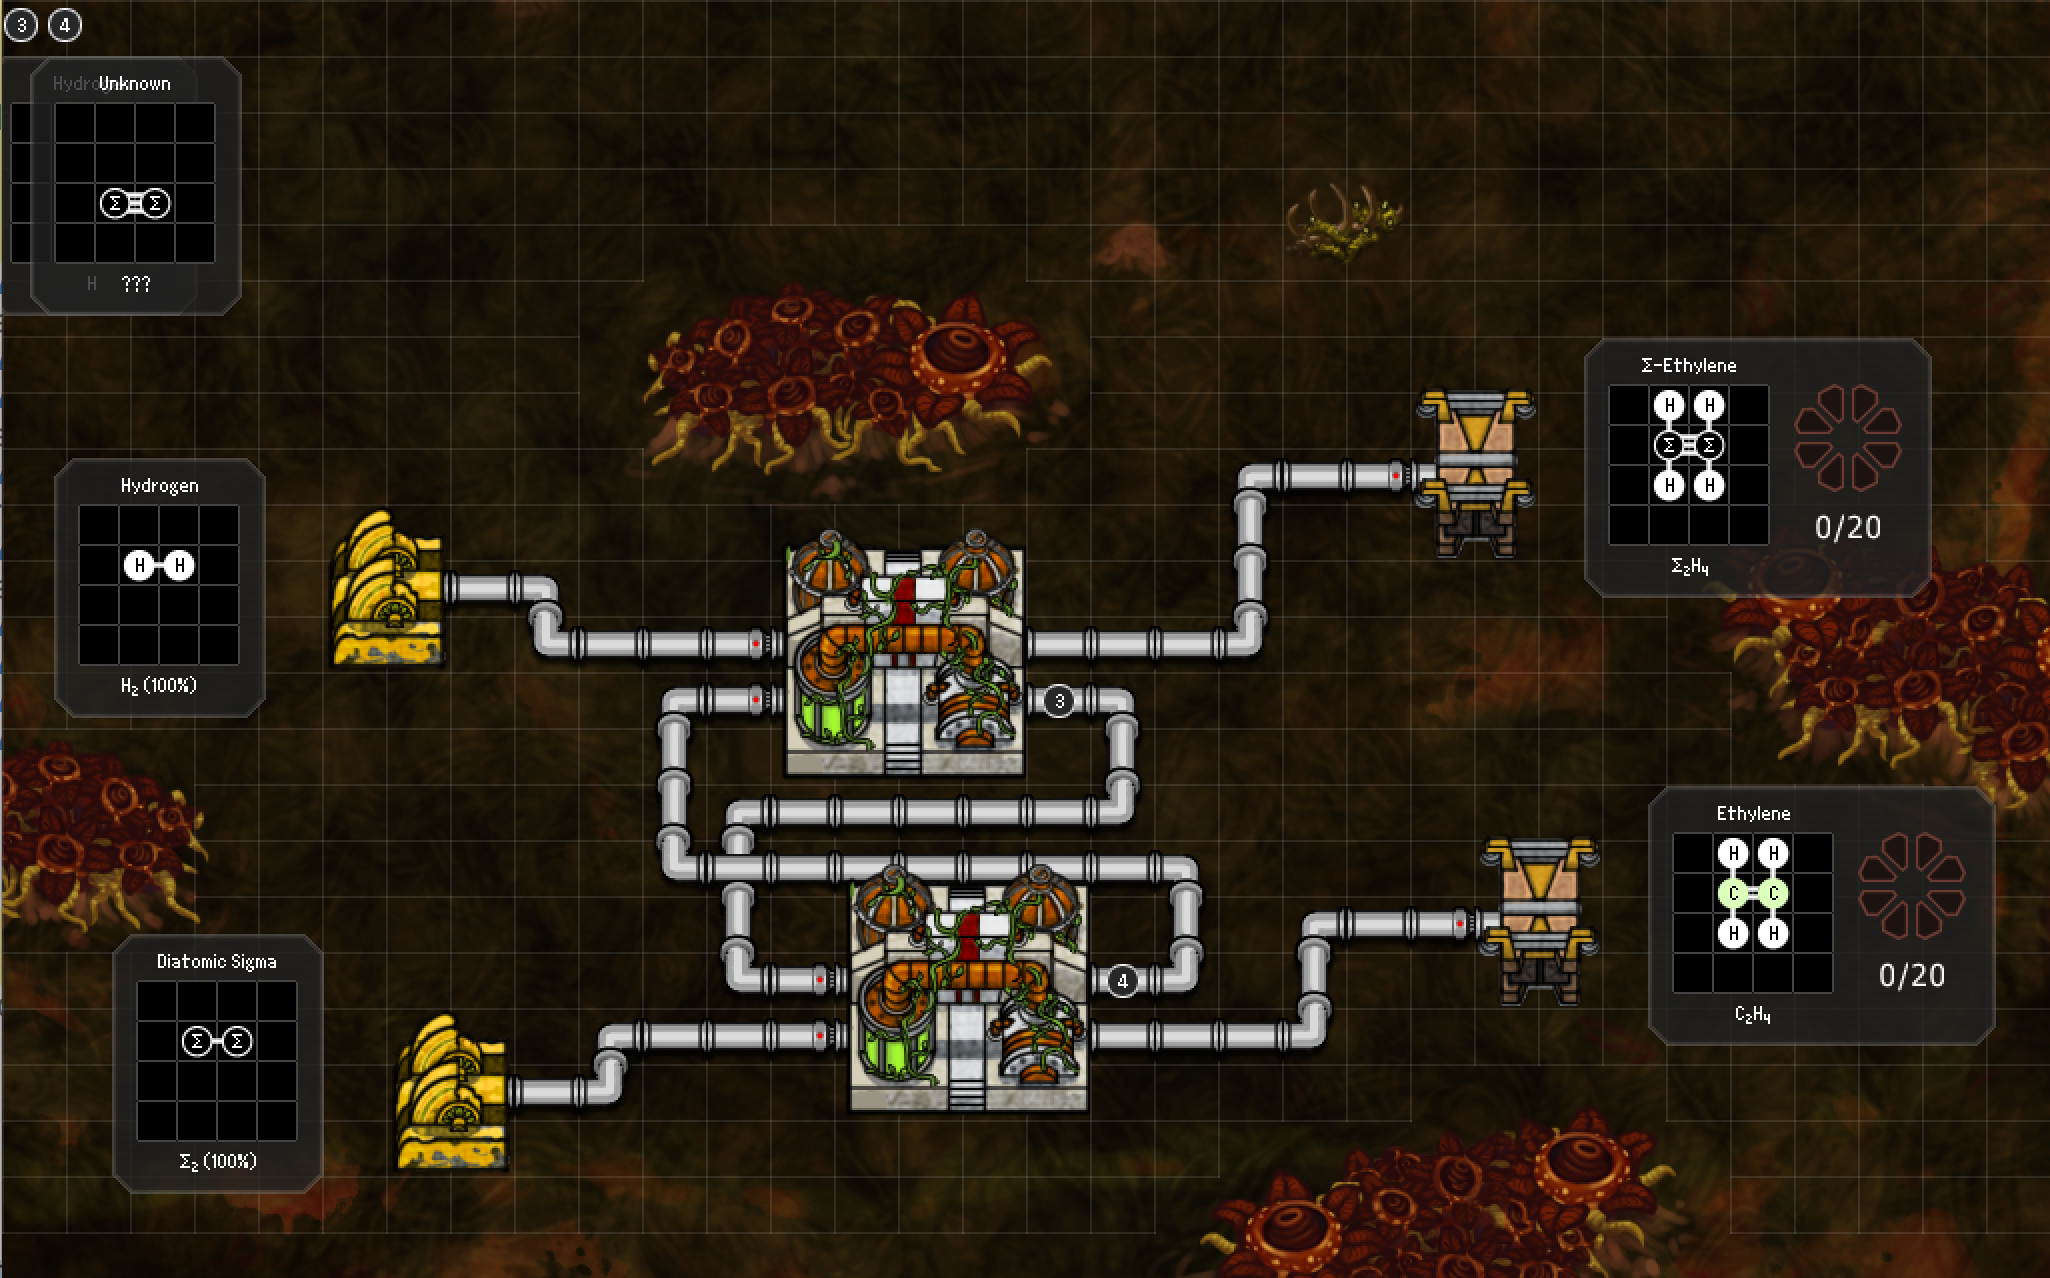 3 4
Hydro Unknown
Σ Σ
H ???
Σ-Ethylene
H H
Σ Σ
H H
0/20
Σ₂H₄
Hydrogen
H H
H₂ (100%)
3
Ethylene
H H
C C
H H
0/20
C₂H₄
Diatomic Sigma
Σ Σ
Σ₂ (100%)
4